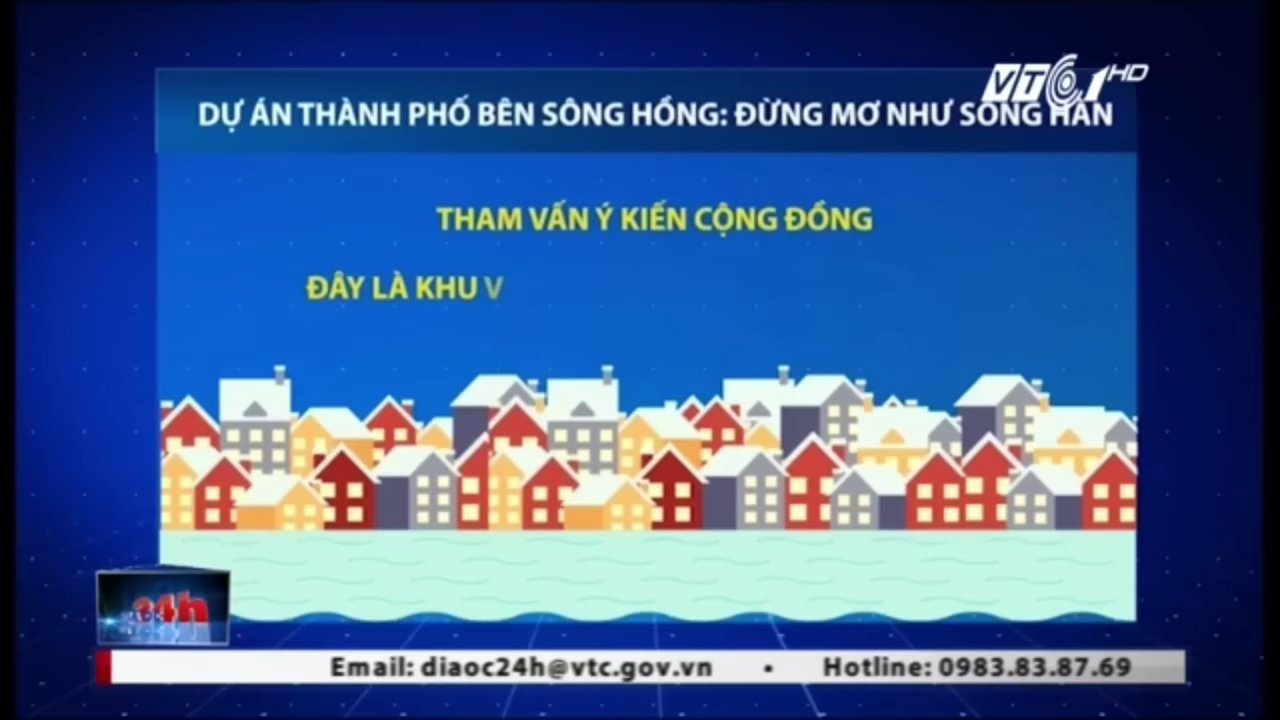 VTC1 HD
DỰ ÁN THÀNH PHỐ BÊN SÔNG HỒNG: ĐỪNG MƠ NHƯ SÔNG HÀN
THAM VẤN Ý KIẾN CỘNG ĐỒNG
ĐÂY LÀ KHU V
24h
Email: diaoc24h@vtc.gov.vn • Hotline: 0983.83.87.69